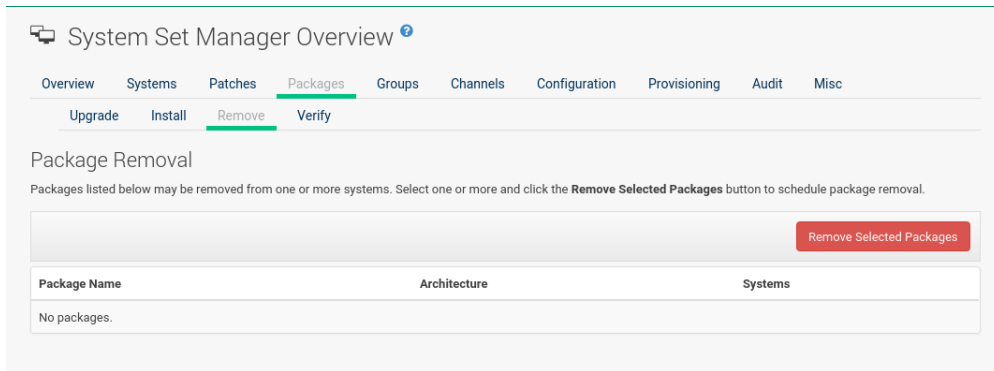 System Set Manager Overview ?
Overview Systems Patches Packages Groups Channels Configuration Provisioning Audit Misc
Upgrade Install Remove Verify
Package Removal
Packages listed below may be removed from one or more systems. Select one or more and click the Remove Selected Packages button to schedule package removal.
Remove Selected Packages
Package Name Architecture Systems
No packages.